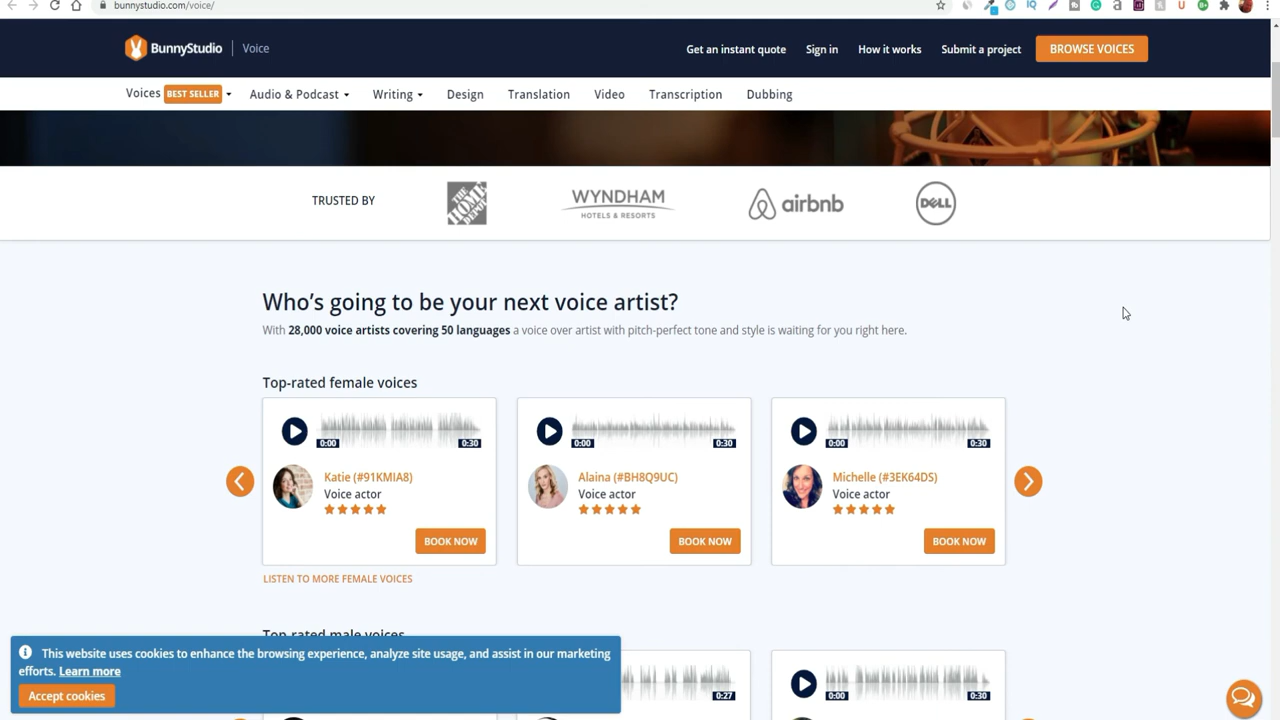 bunnystudio.com/voice/
BunnyStudio Voice
Get an instant quote Sign in How it works Submit a project BROWSE VOICES
Voices BEST SELLER Audio & Podcast Writing Design Translation Video Transcription Dubbing
TRUSTED BY THE HOME DEPOT WYNDHAM HOTELS & RESORTS airbnb DELL
Who's going to be your next voice artist?
With 28,000 voice artists covering 50 languages a voice over artist with pitch-perfect tone and style is waiting for you right here.
Top-rated female voices
0:00 0:30 0:00 0:30 0:00 0:30
Katie (#91KMIA8) Alaina (#BH8Q9UC) Michelle (#3EK64DS)
Voice actor Voice actor Voice actor
BOOK NOW BOOK NOW BOOK NOW
LISTEN TO MORE FEMALE VOICES
Top-rated male voices
This website uses cookies to enhance the browsing experience, analyze site usage, and assist in our marketing
efforts. Learn more
Accept cookies
0:27 0:00 0:30